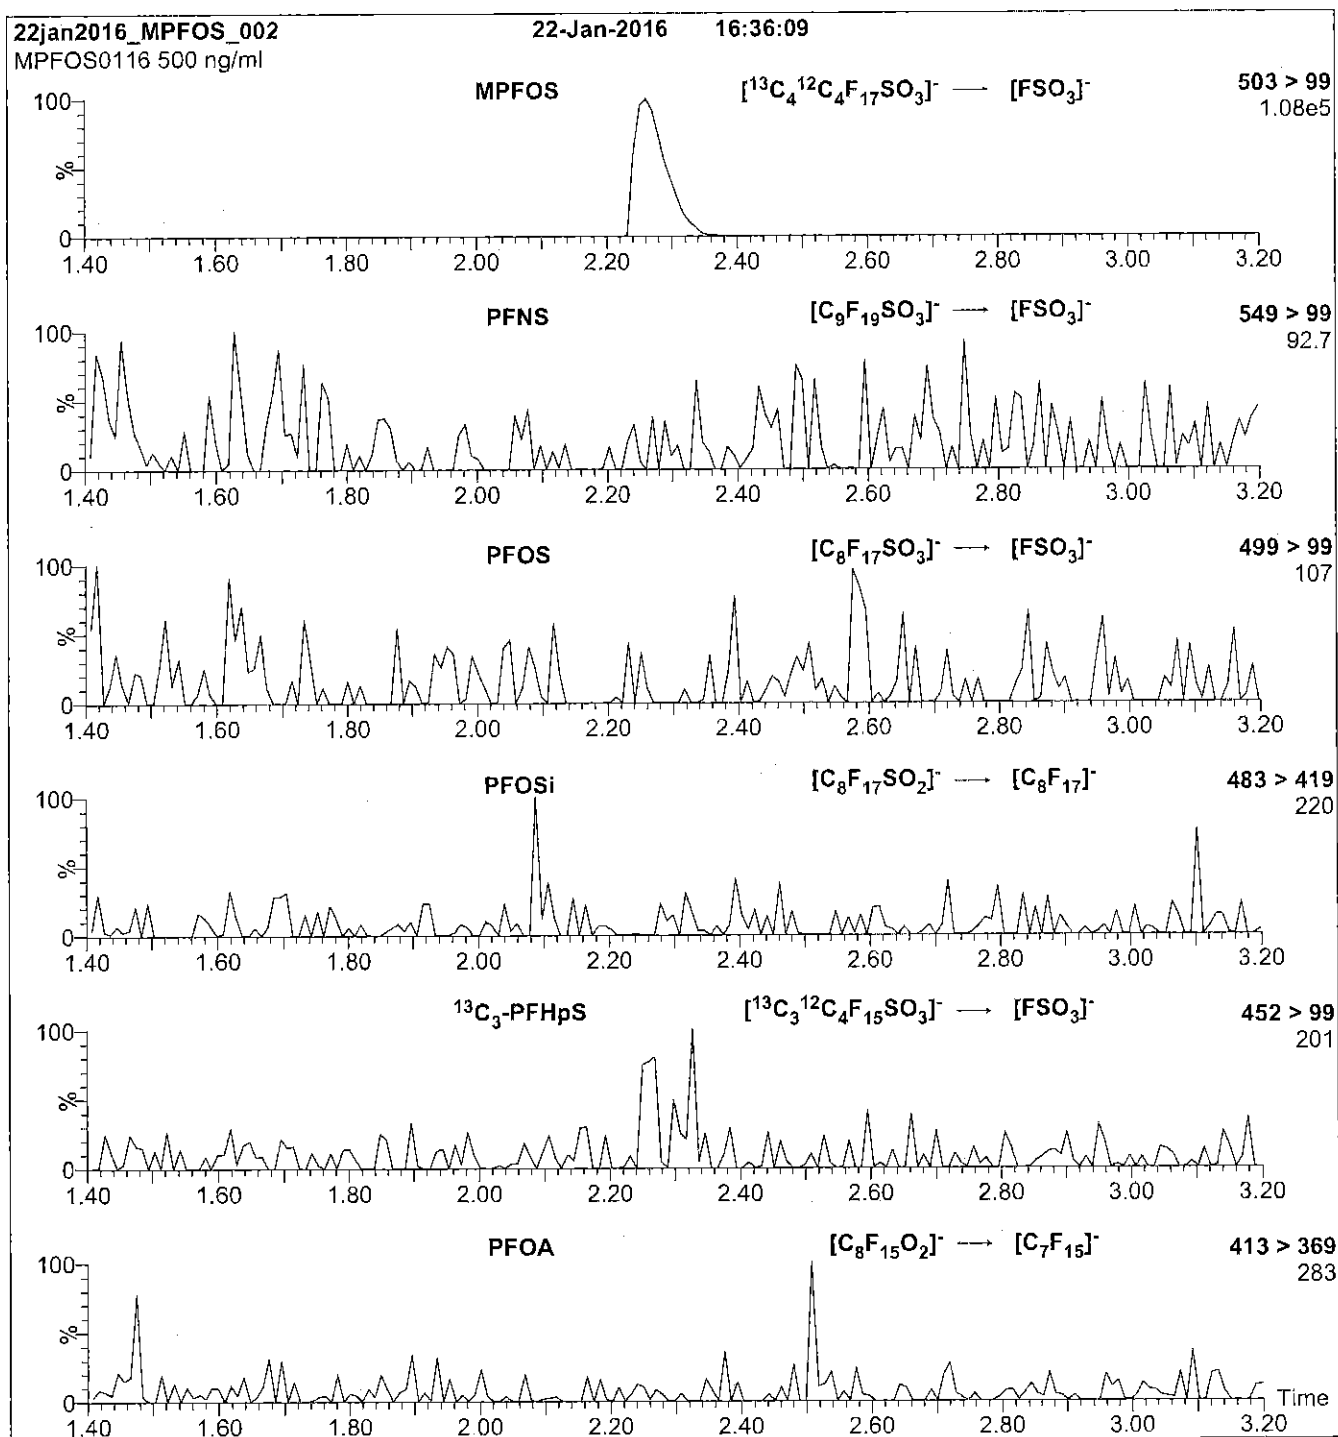 22jan2016_MPFOS_002 22-Jan-2016 16:36:09
MPFOS0116 500 ng/ml
MPFOS [¹³C₄¹²C₄F₁₇SO₃]⁻ → [FSO₃]⁻ 503 > 99
1.08e5
100
%
0
1.40 1.60 1.80 2.00 2.20 2.40 2.60 2.80 3.00 3.20
PFNS [C₉F₁₉SO₃]⁻ → [FSO₃]⁻ 549 > 99
92.7
100
%
0
1.40 1.60 1.80 2.00 2.20 2.40 2.60 2.80 3.00 3.20
PFOS [C₈F₁₇SO₃]⁻ → [FSO₃]⁻ 499 > 99
107
100
%
0
1.40 1.60 1.80 2.00 2.20 2.40 2.60 2.80 3.00 3.20
PFOSi [C₈F₁₇SO₂]⁻ → [C₈F₁₇]⁻ 483 > 419
220
100
%
0
1.40 1.60 1.80 2.00 2.20 2.40 2.60 2.80 3.00 3.20
¹³C₃-PFHpS [¹³C₃¹²C₄F₁₅SO₃]⁻ → [FSO₃]⁻ 452 > 99
201
100
%
0
1.40 1.60 1.80 2.00 2.20 2.40 2.60 2.80 3.00 3.20
PFOA [C₈F₁₅O₂]⁻ → [C₇F₁₅]⁻ 413 > 369
283
100
%
0 Time
1.40 1.60 1.80 2.00 2.20 2.40 2.60 2.80 3.00 3.20